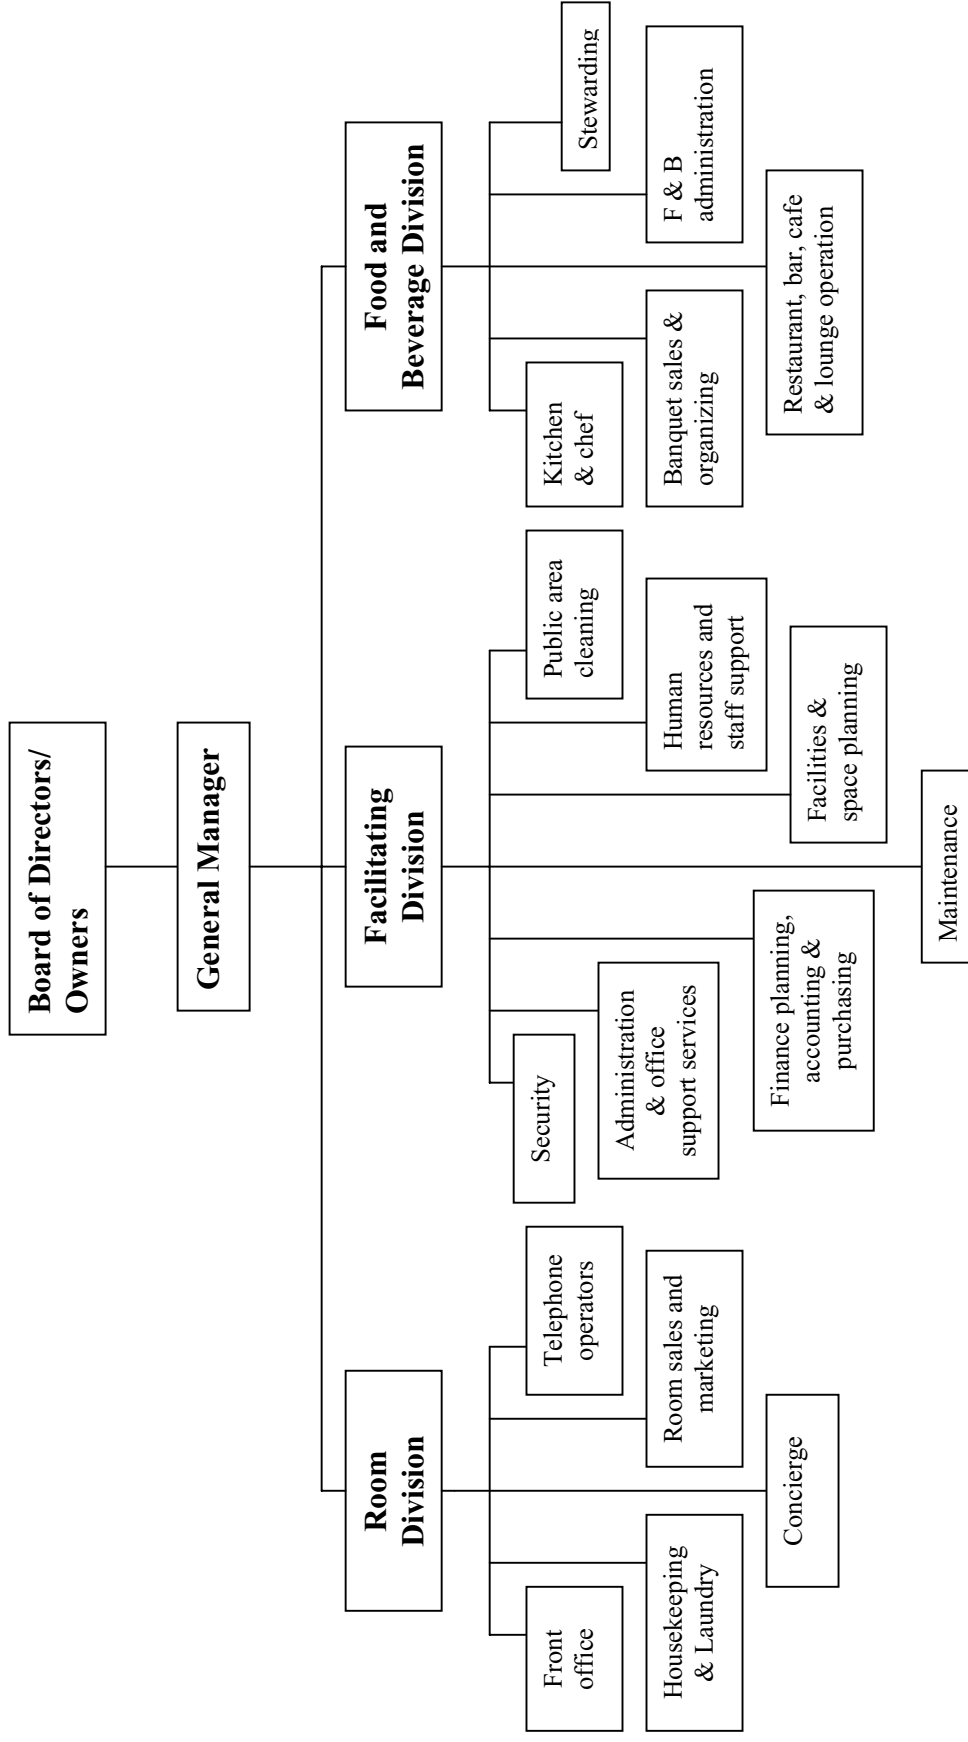 Board of Directors/
Owners
General Manager
Room
Division
Facilitating
Division
Food and
Beverage Division
Front
office
Housekeeping
& Laundry
Concierge
Room sales and
marketing
Telephone
operators
Security
Administration
& office
support services
Finance planning,
accounting &
purchasing
Maintenance
Facilities &
space planning
Human
resources and
staff support
Public area
cleaning
Kitchen
& chef
Banquet sales &
organizing
Restaurant, bar, cafe
& lounge operation
F & B
administration
Stewarding